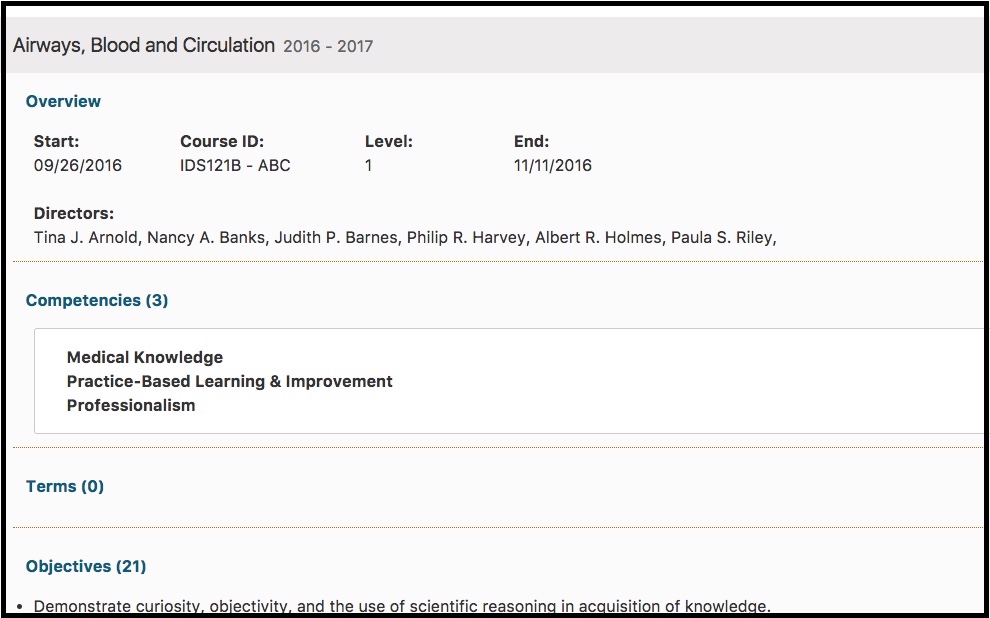 Airways, Blood and Circulation 2016 - 2017
Overview
Start: Course ID: Level: End:
09/26/2016 IDS121B - ABC 1 11/11/2016
Directors:
Tina J. Arnold, Nancy A. Banks, Judith P. Barnes, Philip R. Harvey, Albert R. Holmes, Paula S. Riley,
Competencies (3)
Medical Knowledge
Practice-Based Learning & Improvement
Professionalism
Terms (0)
Objectives (21)
• Demonstrate curiosity, objectivity, and the use of scientific reasoning in acquisition of knowledge.